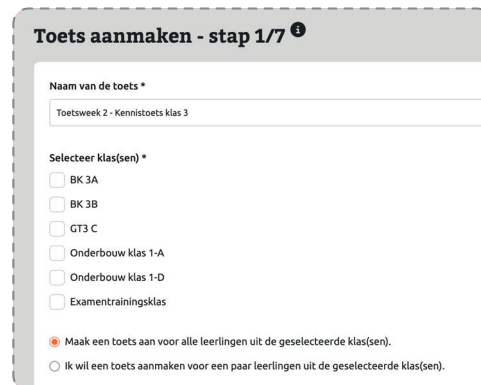 Toets aanmaken - stap 1/7 i
Naam van de toets *
Toetsweek 2 - Kennistoets klas 3
Selecteer klas(sen) *
BK 3A
BK 3B
GT3 C
Onderbouw klas 1-A
Onderbouw klas 1-D
Examentrainingsklas
Maak een toets aan voor alle leerlingen uit de geselecteerde klas(sen).
Ik wil een toets aanmaken voor een paar leerlingen uit de geselecteerde klas(sen).